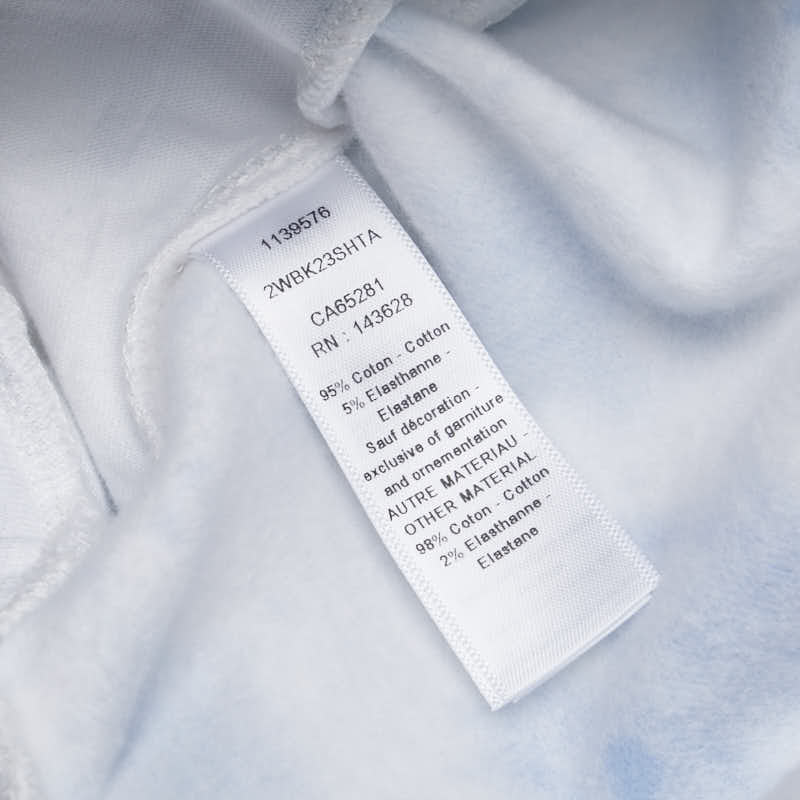 1139576
2WBK23SHTA
CA65281
RN : 143628
95% Coton - Cotton
5% Elasthanne -
Elastane
Sauf décoration -
exclusive of garniture
and ornementation
AUTRE MATERIAU -
OTHER MATERIAL
98% Coton - Cotton
2% Elasthanne -
Elastane